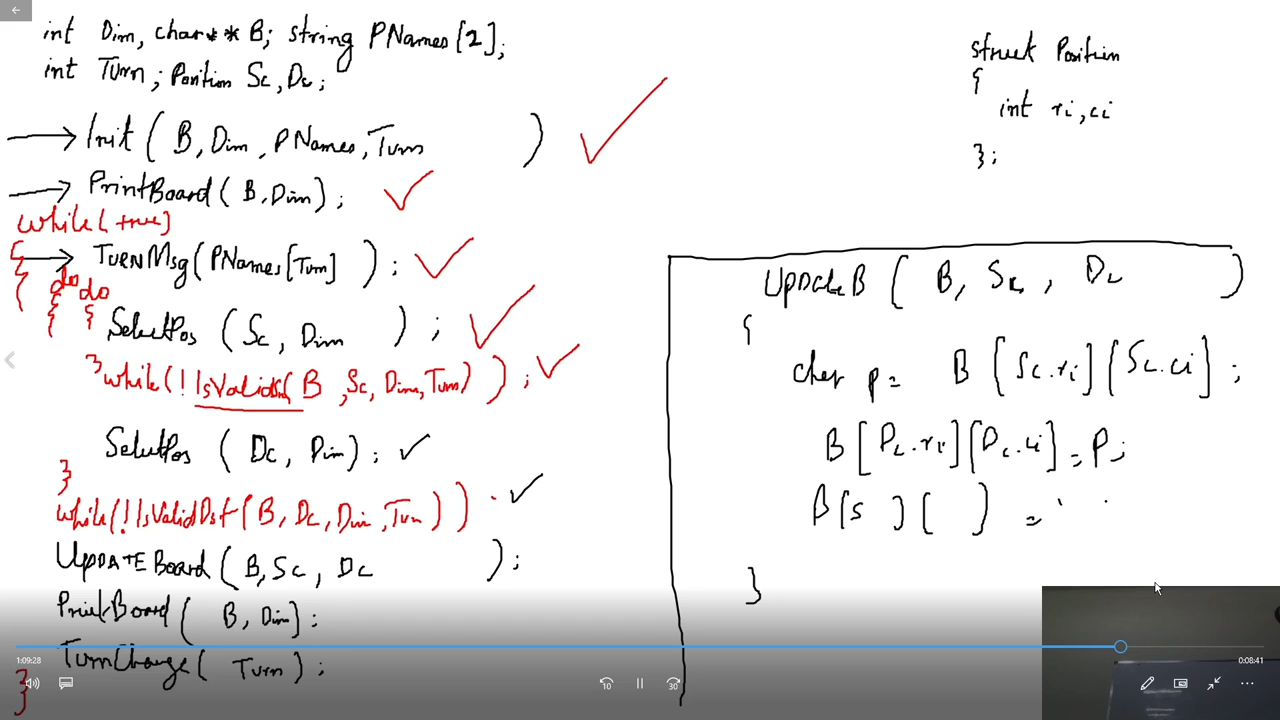 int Dim, char** B; string PNames[2];
int Turn; Position Sc, Dc;
Init( B, Dim, PNames, Turn )
PrintBoard( B, Dim);
while(true)
{
TurnMsg( PNames[Turn] );
do
{
do
{
SelectPos ( Sc, Dim );
}while(! IsValidSrc( B, Sc, Dim, Turn) );
SelectPos ( Dc, Dim);
}
while(! IsValidDst( B, Dc, Dim, Turn ) )
UPDATEBoard ( B, Sc, Dc );
PrintBoard( B, Dim];
TurnChange( Turn );
}
struct Position
{
int ri, ci
};
UPDateB ( B, Sc, Dc )
{
char p = B [Sc.ri][Sc.ci];
B [Dc.ri][Dc.ci] = P;
B[S ][ ] = ' '
}
1:09:28
0:08:41
10
30